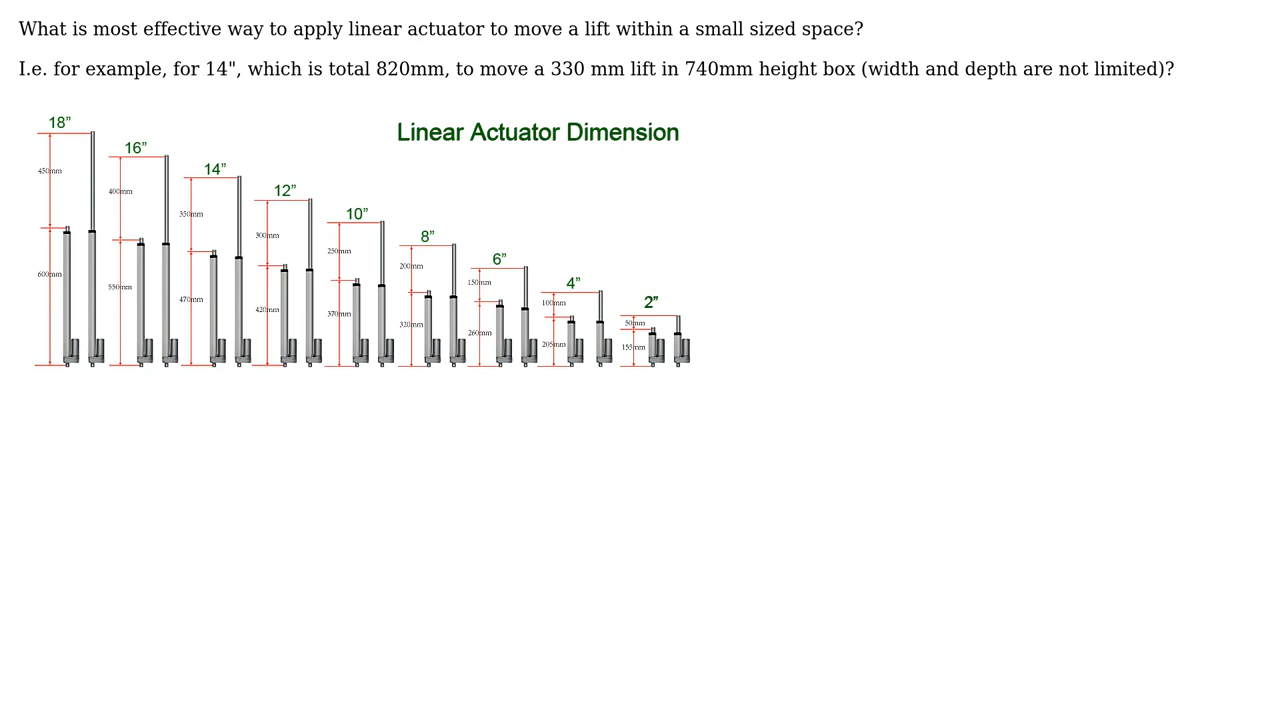 What is most effective way to apply linear actuator to move a lift within a small sized space?
I.e. for example, for 14", which is total 820mm, to move a 330 mm lift in 740mm height box (width and depth are not limited)?
Linear Actuator Dimension
18”
450mm
600mm
16”
400mm
550mm
14”
350mm
470mm
12”
300mm
420mm
10”
250mm
370mm
8”
200mm
320mm
6”
150mm
260mm
4”
100mm
205mm
2”
50mm
155mm